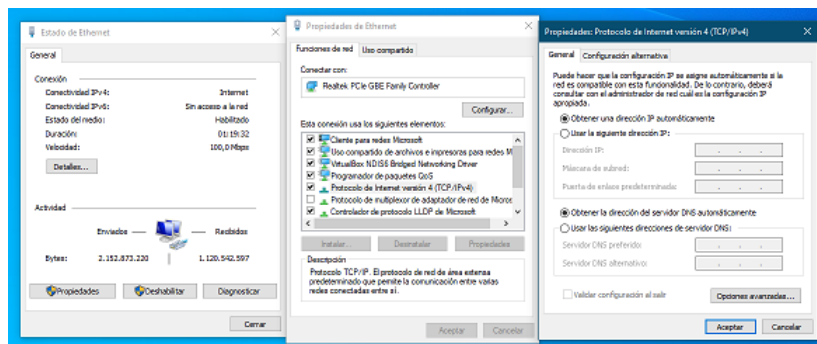 Estado de Ethernet
General
Conexión
Conectividad IPv4: Internet
Conectividad IPv6: Sin acceso a la red
Estado del medio: Habilitado
Duración: 01:19:32
Velocidad: 100,0 Mbps
Detalles...
Actividad
Enviados — — Recibidos
Bytes: 2.152.873.220 | 1.120.542.597
Propiedades Deshabilitar Diagnosticar
Cerrar
Propiedades de Ethernet
Funciones de red Uso compartido
Conectar con:
Realtek PCIe GBE Family Controller
Configurar...
Esta conexión usa los siguientes elementos:
Cliente para redes Microsoft
Uso compartido de archivos e impresoras para redes M
VirtualBox NDIS6 Bridged Networking Driver
Programador de paquetes QoS
Protocolo de Internet versión 4 (TCP/IPv4)
Protocolo de multiplexor de adaptador de red de Micros
Controlador de protocolo LLDP de Microsoft
Instalar... Desinstalar Propiedades
Descripción
Protocolo TCP/IP. El protocolo de red de área extensa
predeterminado que permite la comunicación entre varias
redes conectadas entre sí.
Aceptar Cancelar
Propiedades: Protocolo de Internet versión 4 (TCP/IPv4)
General Configuración alternativa
Puede hacer que la configuración IP se asigne automáticamente si la
red es compatible con esta funcionalidad. De lo contrario, deberá
consultar con el administrador de red cuál es la configuración IP
apropiada.
Obtener una dirección IP automáticamente
Usar la siguiente dirección IP:
Dirección IP:
Máscara de subred:
Puerta de enlace predeterminada:
Obtener la dirección del servidor DNS automáticamente
Usar las siguientes direcciones de servidor DNS:
Servidor DNS preferido:
Servidor DNS alternativo:
Validar configuración al salir
Opciones avanzadas...
Aceptar Cancelar